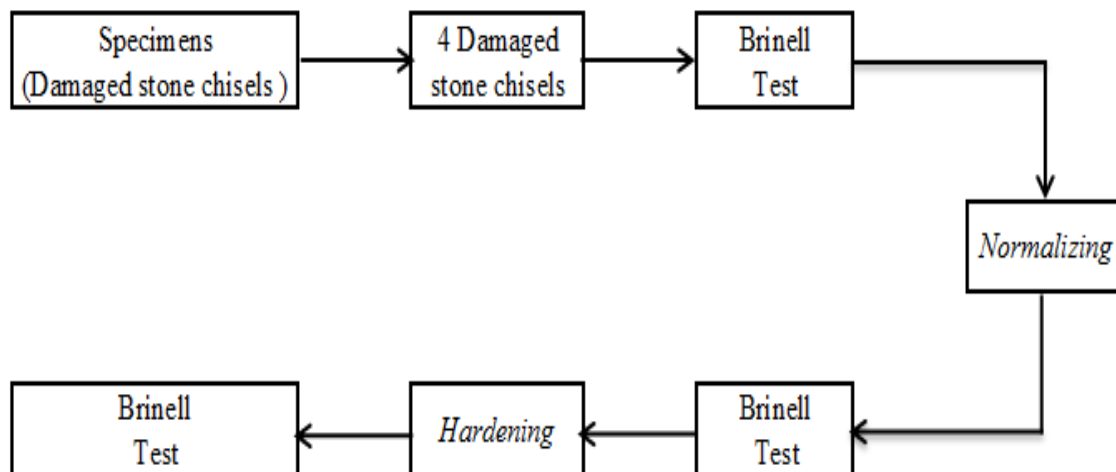 Specimens
(Damaged stone chisels )
4 Damaged
stone chisels
Brinell
Test
Normalizing
Brinell
Test
Hardening
Brinell
Test